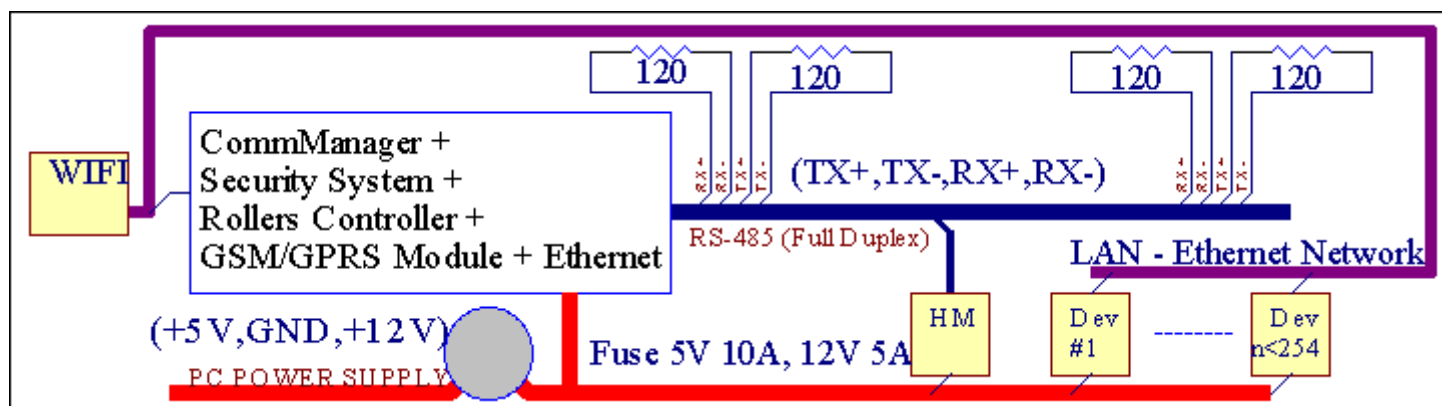 120
120
120
120
CommManager +
Security System +
Rollers Controller +
GSM/GPRS Module + Ethernet
WIFI
RX+
RX-
TX+
TX-
(TX+,TX-,RX+,RX-)
RX+
RX-
TX+
TX-
RS-485 (Full Duplex)
LAN - Ethernet Network
(+5V,GND,+12V)
PC POWER SUPPLY
Fuse 5V 10A, 12V 5A
HM
Dev
#1
Dev
n<254